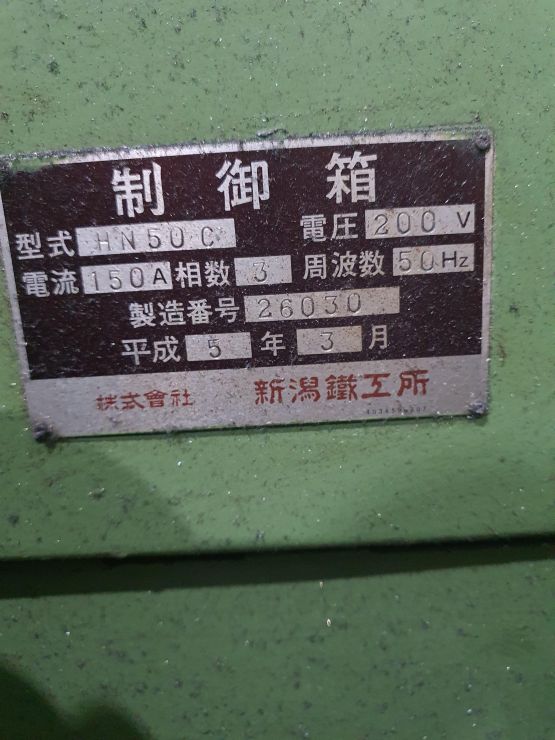 制御箱
型式 HN50C 電圧 200 V
電流 150A 相数 3 周波数 50Hz
製造番号 26030
平成 5 年 3 月
株式會社 新潟鐵工所